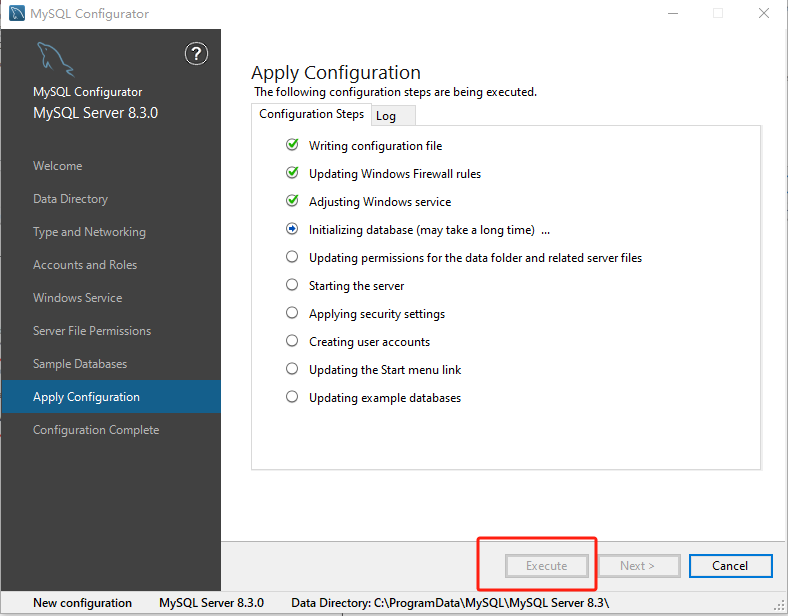 MySQL Configurator
?
MySQL Configurator
MySQL Server 8.3.0
Welcome
Data Directory
Type and Networking
Accounts and Roles
Windows Service
Server File Permissions
Sample Databases
Apply Configuration
Configuration Complete
Apply Configuration
The following configuration steps are being executed.
Configuration Steps Log
Writing configuration file
Updating Windows Firewall rules
Adjusting Windows service
Initializing database (may take a long time) ...
Updating permissions for the data folder and related server files
Starting the server
Applying security settings
Creating user accounts
Updating the Start menu link
Updating example databases
Execute Next > Cancel
New configuration MySQL Server 8.3.0 Data Directory: C:\ProgramData\MySQL\MySQL Server 8.3\